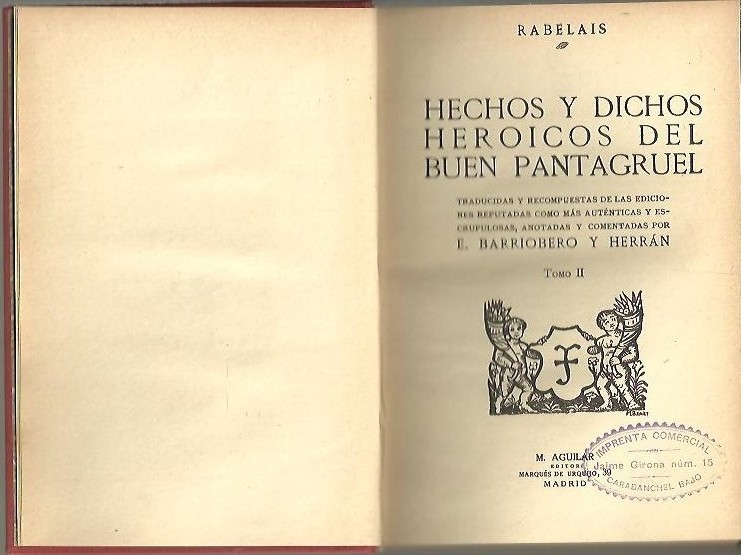 RABELAIS
HECHOS Y DICHOS
HEROICOS DEL
BUEN PANTAGRUEL
TRADUCIDAS Y RECOMPUESTAS DE LAS EDICIO-
NES REPUTADAS COMO MÁS AUTÉNTICAS Y ES-
CRUPULOSAS, ANOTADAS Y COMENTADAS POR
E. BARRIOBERO Y HERRÁN
TOMO II
M. AGUILAR
EDITOR
MARQUÉS DE URQUIJO, 39
MADRID
IMPRENTA COMERCIAL
Jaime Girona núm. 15
CARABANCHEL BAJO